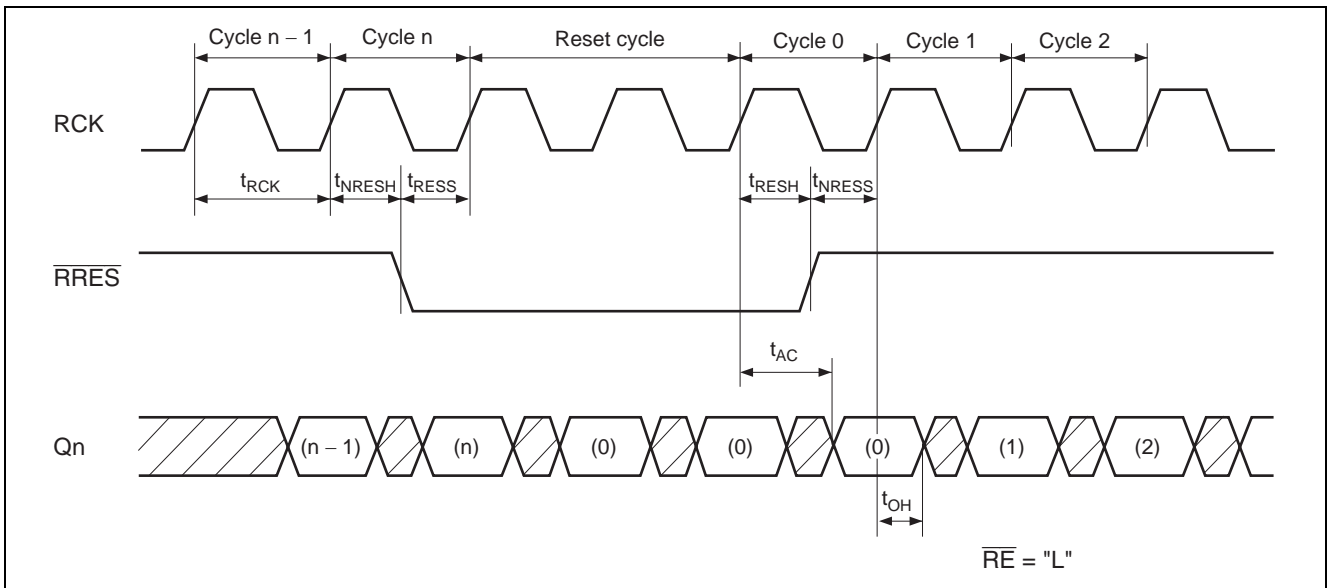 Cycle n – 1 Cycle n Reset cycle Cycle 0 Cycle 1 Cycle 2
RCK
tRCK tNRESH tRESS tRESH tNRESS
RRES
tAC
Qn (n – 1) (n) (0) (0) (0) (1) (2)
tOH
RE = "L"